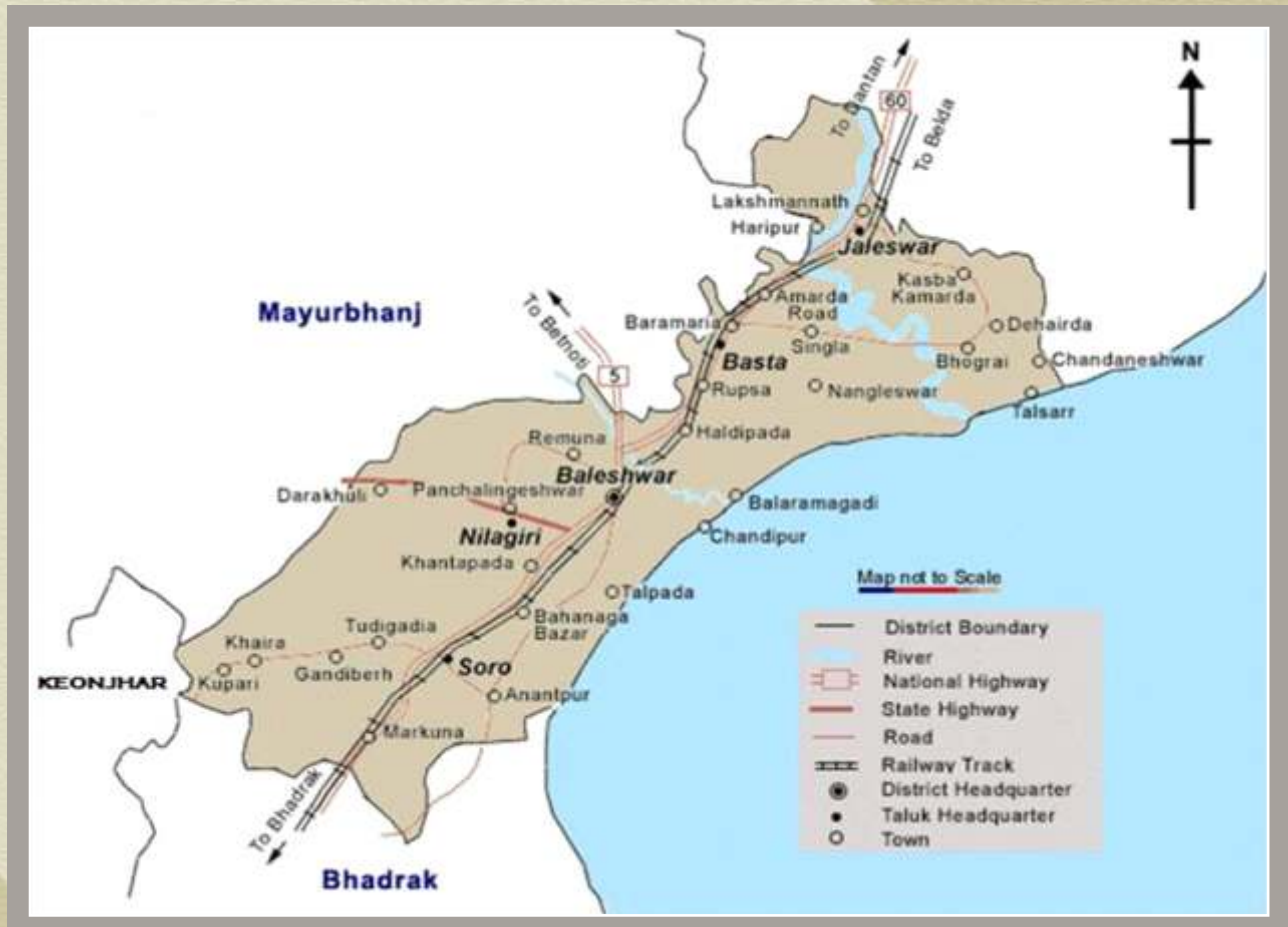 N
To Dantan
60
To Belda
Lakshmannath
Haripur
Jaleswar
Kasba
Kamarda
Mayurbhanj
To Betnoti
Amarda
Road
Baramaria
Dehairda
Singla
Basta
Bhograi
Chandaneshwar
5
Rupsa
Nangleswar
Talsarr
Haldipada
Remuna
Baleshwar
Darakhuli
Panchalingeshwar
Balaramagadi
Nilagiri
Chandipur
Khantapada
Map not to Scale
Talpada
Bahanaga
Bazar
Tudigadia
Khaira
Gandiberh
Kupari
Soro
KEONJHAR
Anantpur
Markuna
To Bhadrak
Bhadrak
District Boundary
River
National Highway
State Highway
Road
Railway Track
District Headquarter
Taluk Headquarter
Town